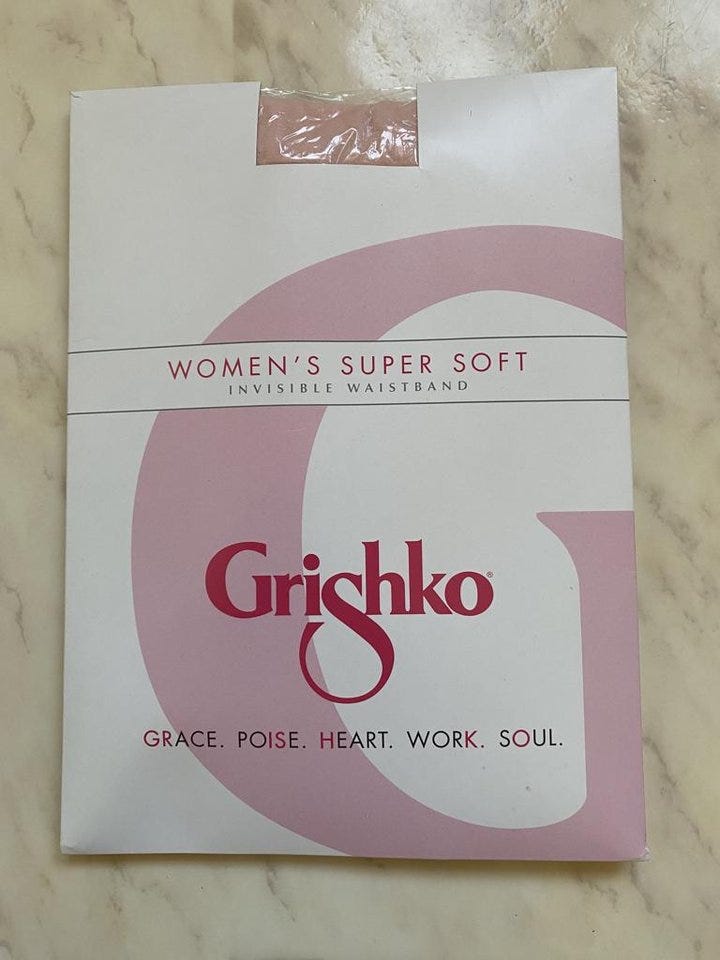 WOMEN'S SUPER SOFT
INVISIBLE WAISTBAND
Grishko®
GRACE. POISE. HEART. WORK. SOUL.